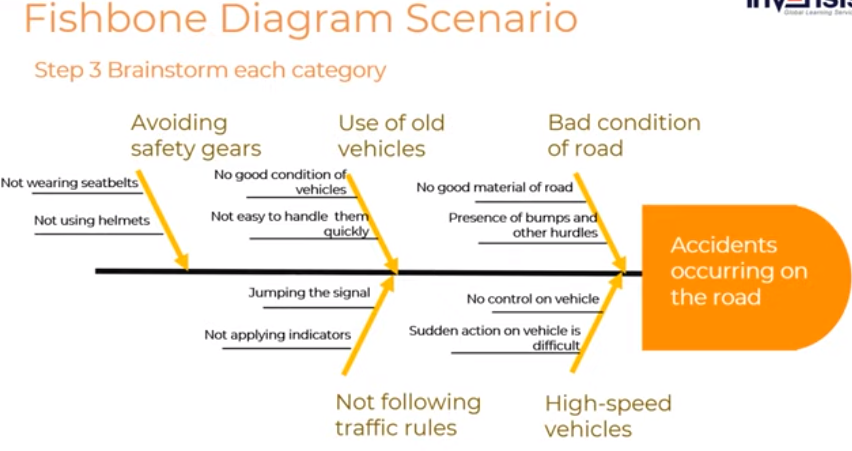 Fishbone Diagram Scenario
Global Learning Services
Step 3 Brainstorm each category
Avoiding
safety gears
Use of old
vehicles
Bad condition
of road
Not wearing seatbelts
Not using helmets
No good condition of
vehicles
Not easy to handle them
quickly
No good material of road
Presence of bumps and
other hurdles
Accidents
occurring on
the road
Jumping the signal
Not applying indicators
No control on vehicle
Sudden action on vehicle is
difficult
Not following
traffic rules
High-speed
vehicles